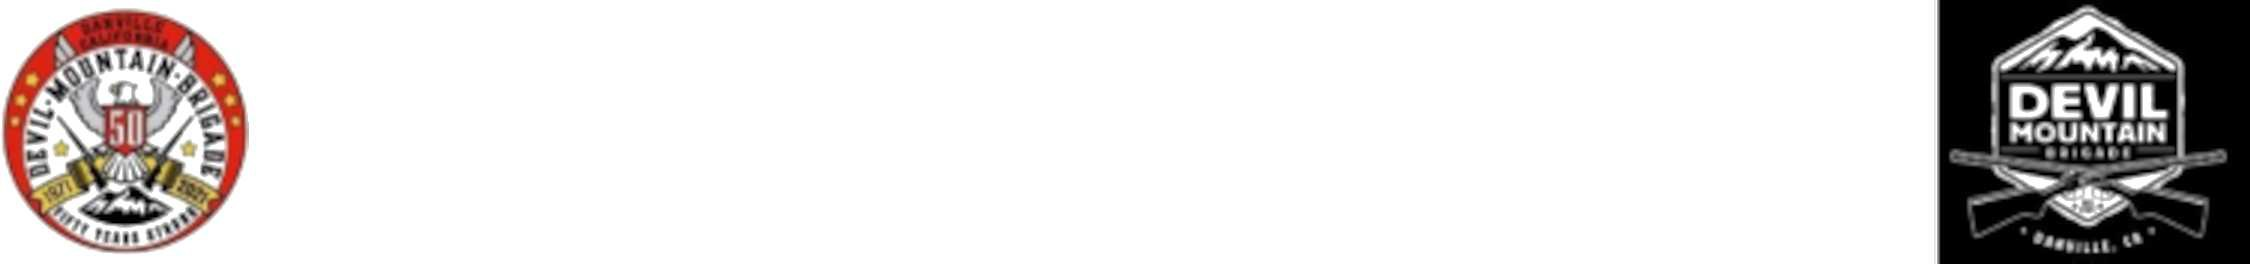 DANVILLE
CALIFORNIA
DEVIL · MOUNTAIN · BRIGADE
50
1971 2021
FIFTY YEARS STRONG
DEVIL
MOUNTAIN
BRIGADE
• DANVILLE, CA •